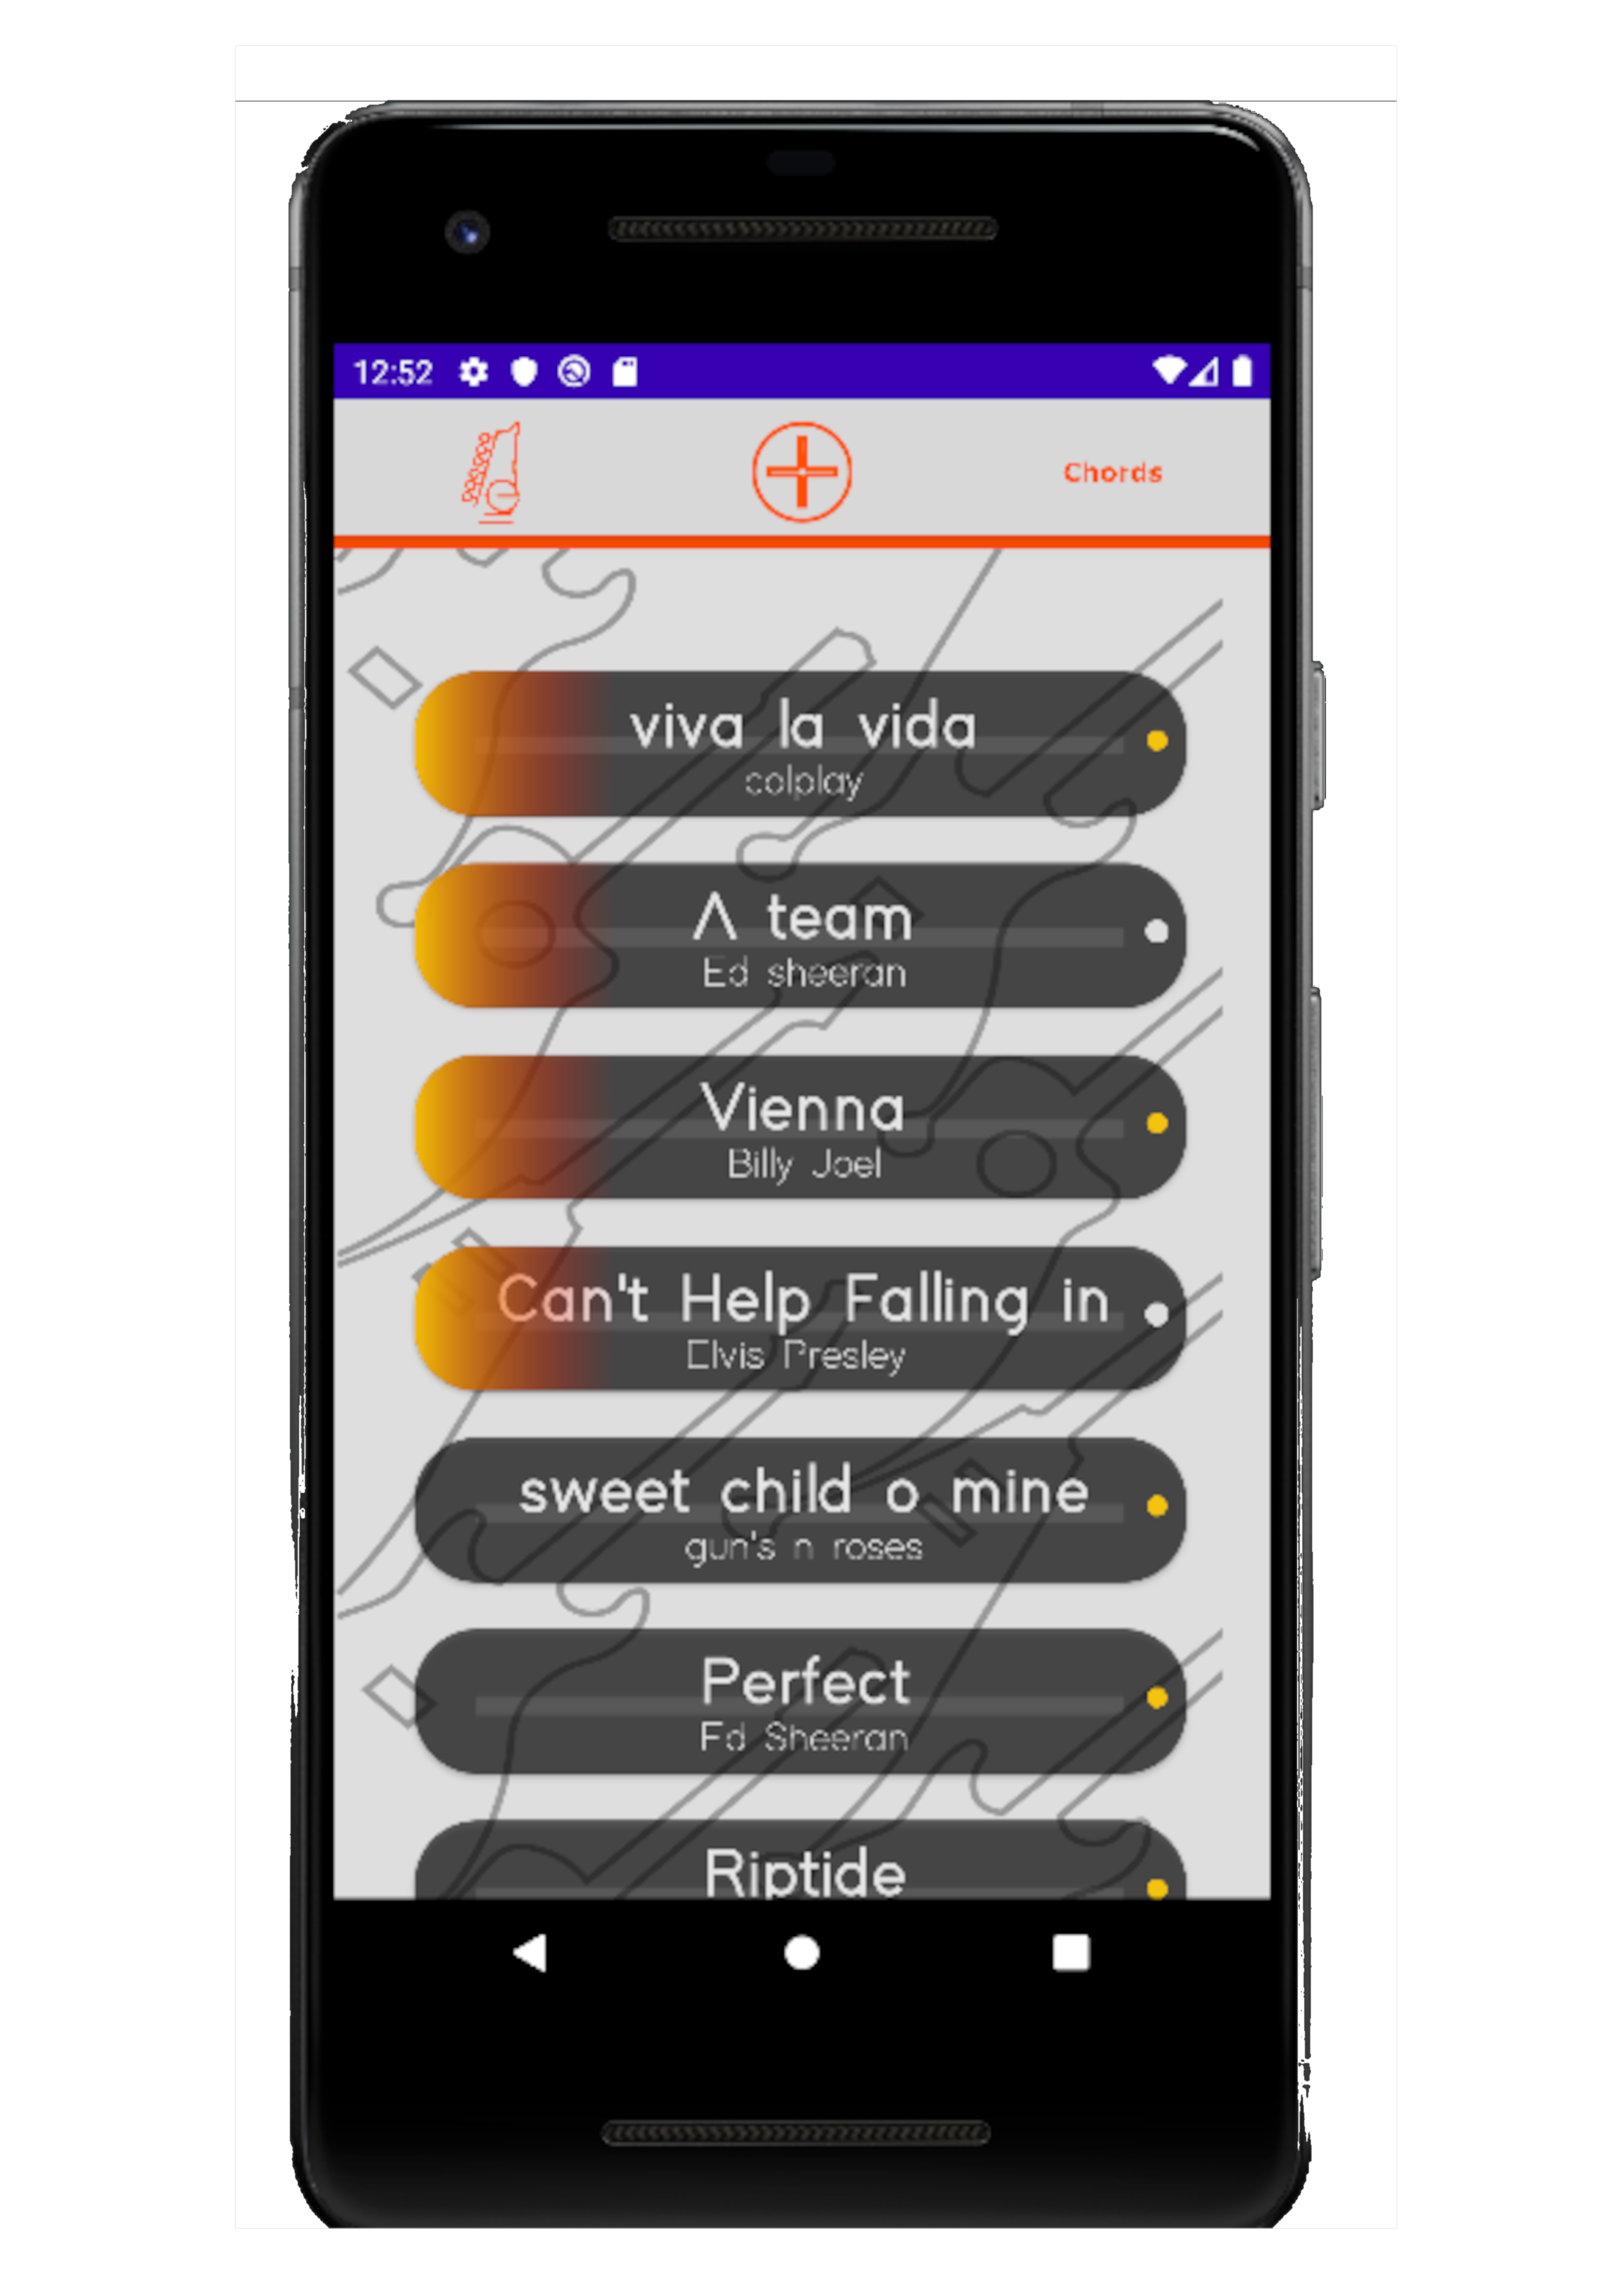 12:52
Chords
viva la vida
colplay
Λ team
Ed sheeran
Vienna
Billy Joel
Can't Help Falling in
Elvis Presley
sweet child o mine
gun's n roses
Perfect
Ed Sheeran
Riptide